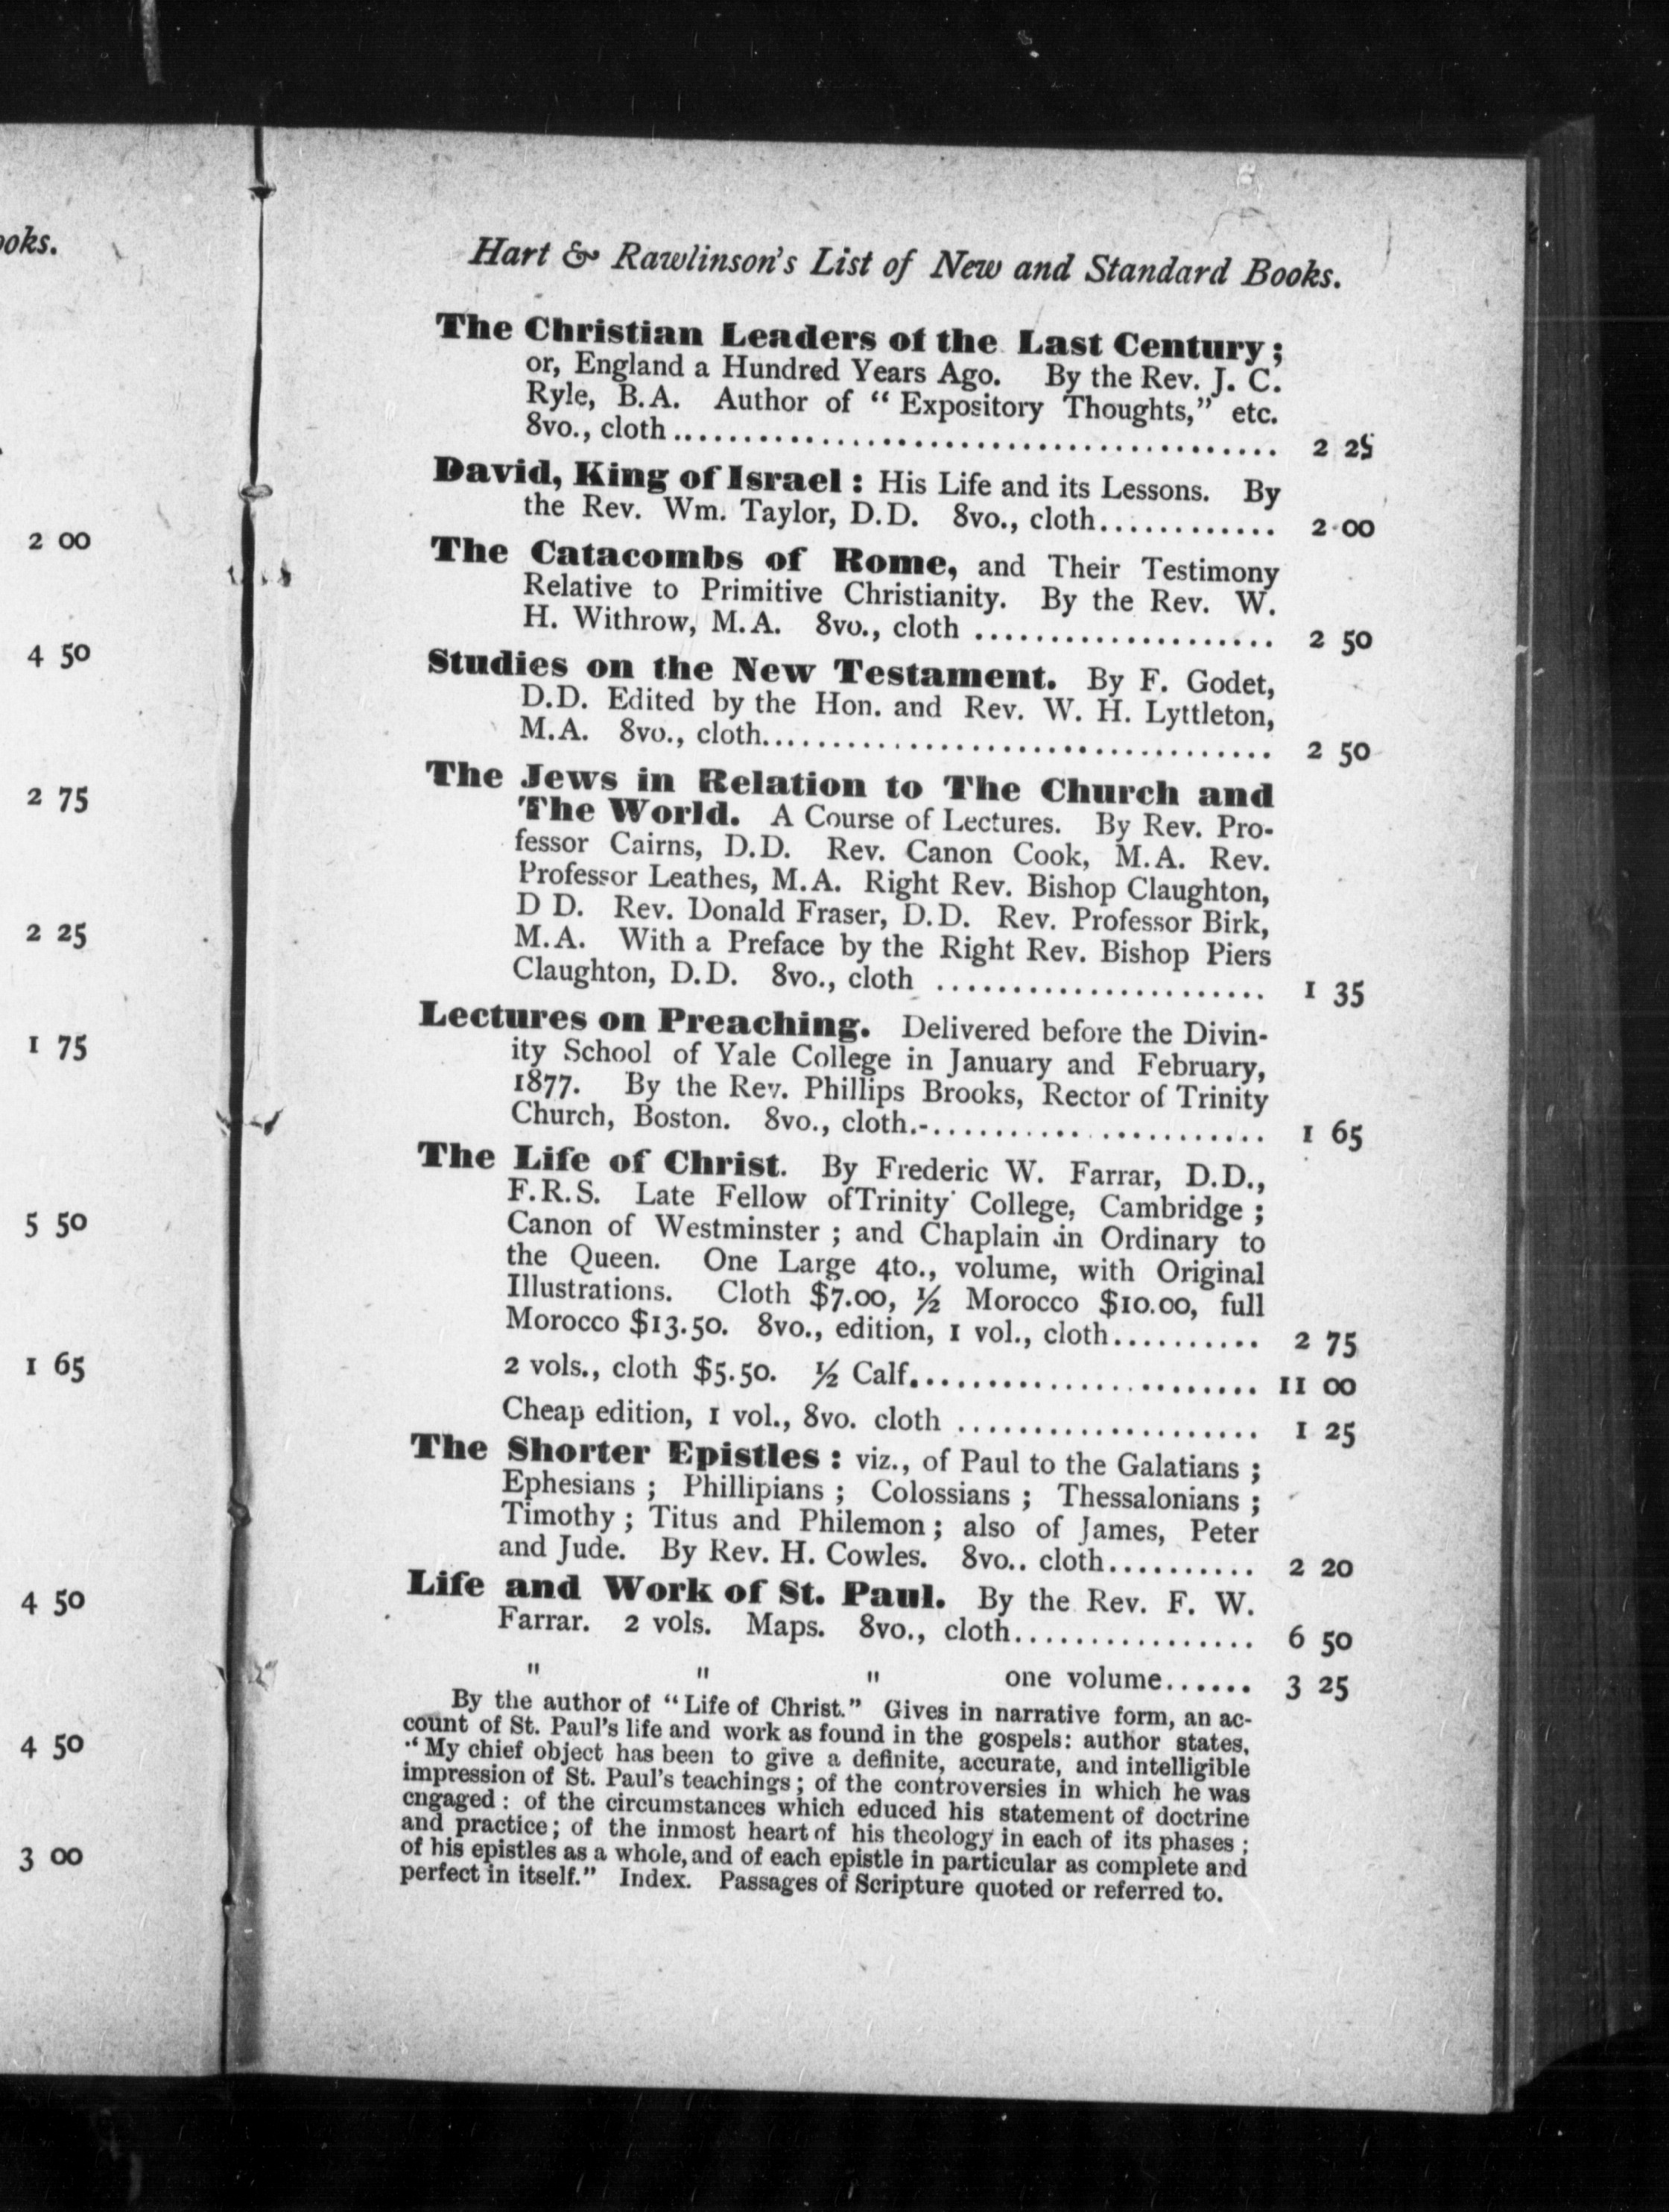 ooks.
2 00
4 50
2 75
2 25
1 75
5 50
1 65
4 50
4 50
3 00
Hart & Rawlinson's List of New and Standard Books.
The Christian Leaders of the Last Century;
or, England a Hundred Years Ago. By the Rev. J. C.
Ryle, B.A. Author of "Expository Thoughts," etc.
8vo., cloth ............................................ 2 25
David, King of Israel: His Life and its Lessons. By
the Rev. Wm. Taylor, D.D. 8vo., cloth............ 2 00
The Catacombs of Rome, and Their Testimony
Relative to Primitive Christianity. By the Rev. W.
H. Withrow, M.A. 8vo., cloth .................... 2 50
Studies on the New Testament. By F. Godet,
D.D. Edited by the Hon. and Rev. W. H. Lyttleton,
M.A. 8vo., cloth.................................. 2 50
The Jews in Relation to The Church and
The World. A Course of Lectures. By Rev. Pro-
fessor Cairns, D.D. Rev. Canon Cook, M.A. Rev.
Professor Leathes, M.A. Right Rev. Bishop Claughton,
D D. Rev. Donald Fraser, D.D. Rev. Professor Birk,
M.A. With a Preface by the Right Rev. Bishop Piers
Claughton, D.D. 8vo., cloth ...................... 1 35
Lectures on Preaching. Delivered before the Divin-
ity School of Yale College in January and February,
1877. By the Rev. Phillips Brooks, Rector of Trinity
Church, Boston. 8vo., cloth.-...................... 1 65
The Life of Christ. By Frederic W. Farrar, D.D.,
F.R.S. Late Fellow ofTrinity College, Cambridge ;
Canon of Westminster ; and Chaplain in Ordinary to
the Queen. One Large 4to., volume, with Original
Illustrations. Cloth $7.00, ½ Morocco $10.00, full
Morocco $13.50. 8vo., edition, 1 vol., cloth.......... 2 75
2 vols., cloth $5.50. ½ Calf....................... 11 00
Cheap edition, 1 vol., 8vo. cloth .................... 1 25
The Shorter Epistles: viz., of Paul to the Galatians ;
Ephesians ; Phillipians ; Colossians ; Thessalonians ;
Timothy ; Titus and Philemon ; also of James, Peter
and Jude. By Rev. H. Cowles. 8vo.. cloth.......... 2 20
Life and Work of St. Paul. By the Rev. F. W.
Farrar. 2 vols. Maps. 8vo., cloth................ 6 50
" " " one volume...... 3 25
By the author of "Life of Christ." Gives in narrative form, an ac-
count of St. Paul's life and work as found in the gospels: author states,
"My chief object has been to give a definite, accurate, and intelligible
impression of St. Paul's teachings; of the controversies in which he was
engaged: of the circumstances which educed his statement of doctrine
and practice; of the inmost heart of his theology in each of its phases ;
of his epistles as a whole, and of each epistle in particular as complete and
perfect in itself." Index. Passages of Scripture quoted or referred to.